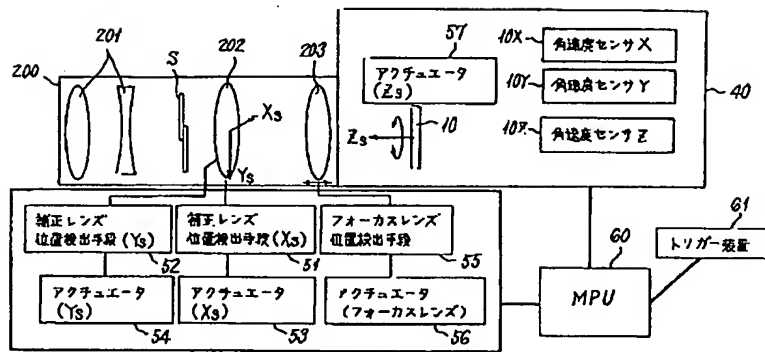 200
201
S
202
203
Xs
Ys
57
アクチュエータ
(Zs)
10
Zs
10X
角速度センサ X
10Y
角速度センサ Y
10Z
角速度センサ Z
40
補正レンズ
位置検出手段(Ys)
52
補正レンズ
位置検出手段(Xs)
51
フォーカスレンズ
位置検出手段
55
アクチュエータ
(Ys)
54
アクチュエータ
(Xs)
53
アクチュエータ
(フォーカスレンズ)
56
60
MPU
61
トリガー装置